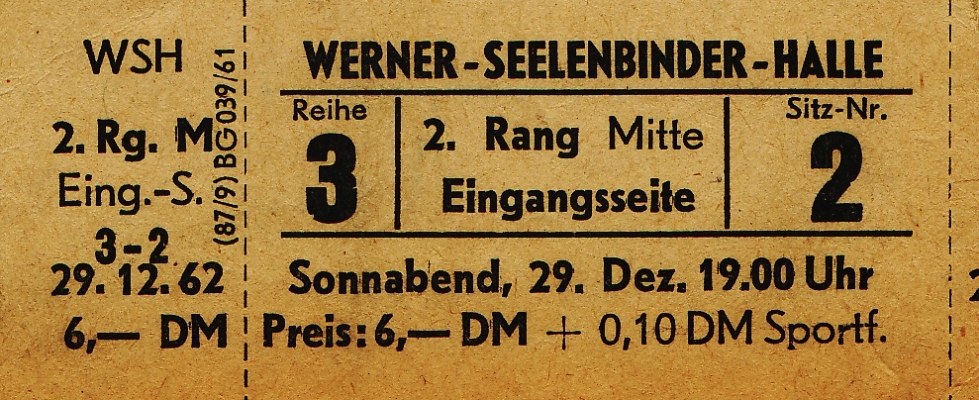 WSH
2. Rg. M
Eing.-S.
3-2
29. 12. 62
6,— DM
(87/9) BG 039/61
WERNER-SEELENBINDER-HALLE
Reihe
3
2. Rang Mitte
Eingangsseite
Sitz-Nr.
2
Sonnabend, 29. Dez. 19.00 Uhr
Preis: 6,— DM + 0,10 DM Sportf.